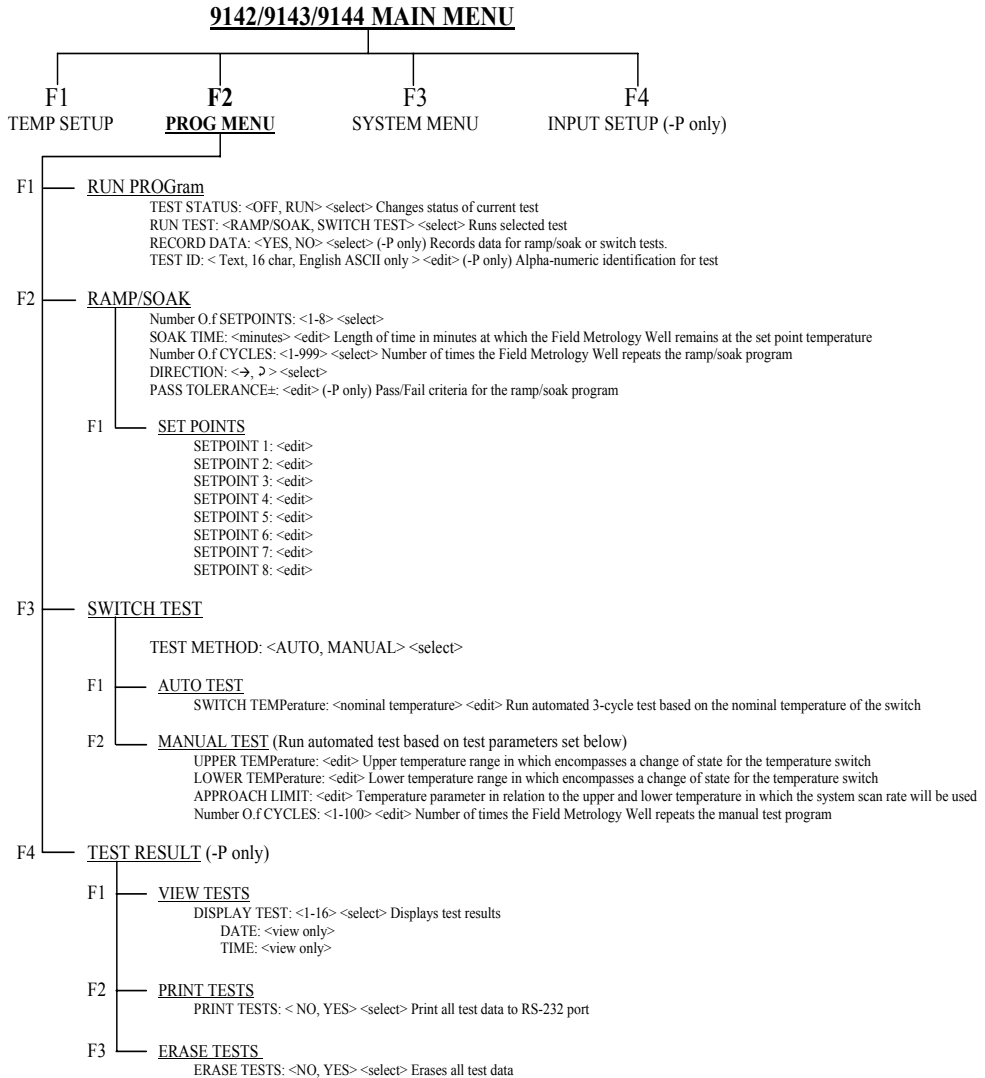 9142/9143/9144 MAIN MENU
F1 F2 F3 F4
TEMP SETUP PROG MENU SYSTEM MENU INPUT SETUP (-P only)
F1 RUN PROGram
TEST STATUS: <OFF, RUN> <select> Changes status of current test
RUN TEST: <RAMP/SOAK, SWITCH TEST> <select> Runs selected test
RECORD DATA: <YES, NO> <select> (-P only) Records data for ramp/soak or switch tests.
TEST ID: < Text, 16 char, English ASCII only > <edit> (-P only) Alpha-numeric identification for test
F2 RAMP/SOAK
Number O.f SETPOINTS: <1-8> <select>
SOAK TIME: <minutes> <edit> Length of time in minutes at which the Field Metrology Well remains at the set point temperature
Number O.f CYCLES: <1-999> <select> Number of times the Field Metrology Well repeats the ramp/soak program
DIRECTION: <→, ⊋ > <select>
PASS TOLERANCE±: <edit> (-P only) Pass/Fail criteria for the ramp/soak program
F1 SET POINTS
SETPOINT 1: <edit>
SETPOINT 2: <edit>
SETPOINT 3: <edit>
SETPOINT 4: <edit>
SETPOINT 5: <edit>
SETPOINT 6: <edit>
SETPOINT 7: <edit>
SETPOINT 8: <edit>
F3 SWITCH TEST
TEST METHOD: <AUTO, MANUAL> <select>
F1 AUTO TEST
SWITCH TEMPerature: <nominal temperature> <edit> Run automated 3-cycle test based on the nominal temperature of the switch
F2 MANUAL TEST (Run automated test based on test parameters set below)
UPPER TEMPerature: <edit> Upper temperature range in which encompasses a change of state for the temperature switch
LOWER TEMPerature: <edit> Lower temperature range in which encompasses a change of state for the temperature switch
APPROACH LIMIT: <edit> Temperature parameter in relation to the upper and lower temperature in which the system scan rate will be used
Number O.f CYCLES: <1-100> <edit> Number of times the Field Metrology Well repeats the manual test program
F4 TEST RESULT (-P only)
F1 VIEW TESTS
DISPLAY TEST: <1-16> <select> Displays test results
DATE: <view only>
TIME: <view only>
F2 PRINT TESTS
PRINT TESTS: < NO, YES> <select> Print all test data to RS-232 port
F3 ERASE TESTS
ERASE TESTS: <NO, YES> <select> Erases all test data